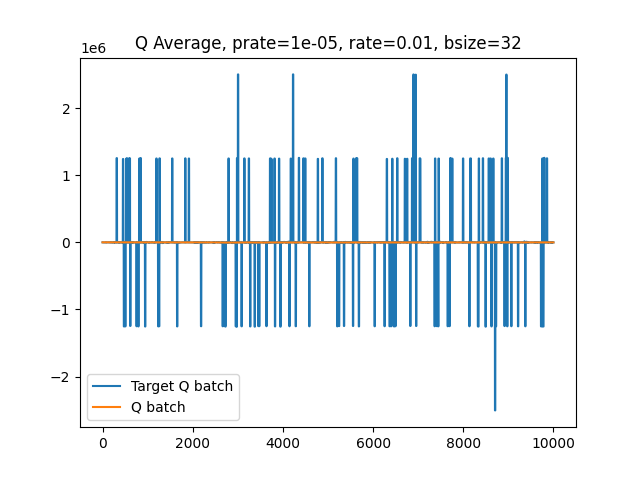 Q Average, prate=1e-05, rate=0.01, bsize=32
1e6
2
1
0
−1
−2
Target Q batch
Q batch
0 2000 4000 6000 8000 10000